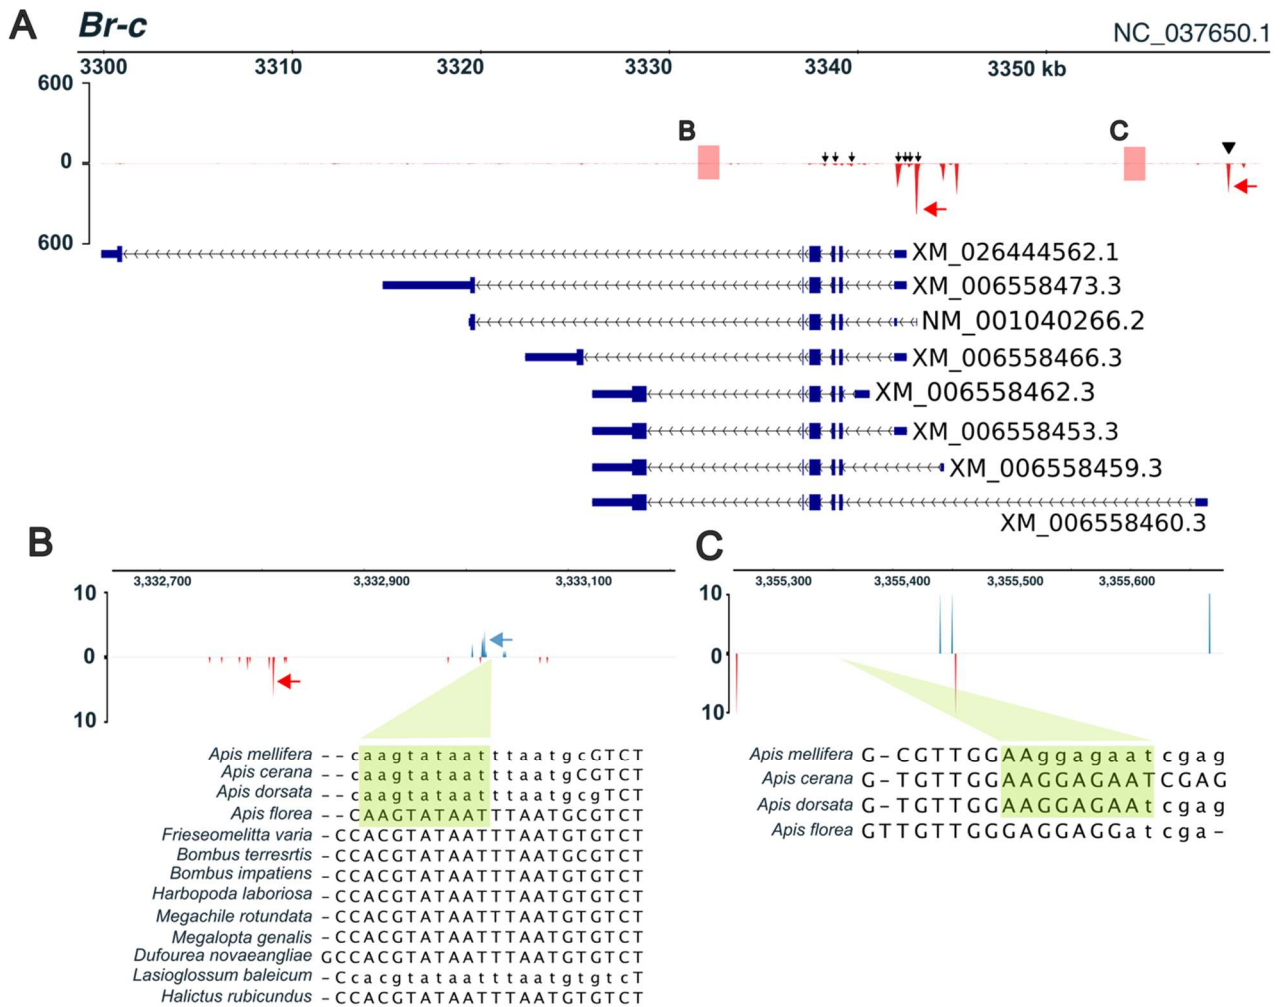 A
Br-c
NC_037650.1
3300 3310 3320 3330 3340 3350 kb
600
B C
0
600
XM_026444562.1
XM_006558473.3
NM_001040266.2
XM_006558466.3
XM_006558462.3
XM_006558453.3
XM_006558459.3
XM_006558460.3
B
3,332,700 3,332,900 3,333,100
10
0
10
Apis mellifera --caagtataatttaatgcGTCT
Apis cerana --caagtataatttaatgcGTCT
Apis dorsata --caagtataatttaatgcgTCT
Apis florea --CAAGTATAATTTAATGCGTCT
Frieseomelitta varia -CCACGTATAATTTAATGTGTCT
Bombus terresrtis -CCACGTATAATTTAATGCGTCT
Bombus impatiens -CCACGTATAATTTAATGTGTCT
Harbopoda laboriosa -CCACGTATAATTTAATGTGTCT
Megachile rotundata -CCACGTATAATTTAATGTGTCT
Megalopta genalis -CCACGTATAATTTAATGTGTCT
Dufourea novaeangliae GCCACGTATAATTTAATGTGTCT
Lasioglossum baleicum -Ccacgtataatttaatgtgtc​T
Halictus rubicundus -CCACGTATAATTTAATGTGTCT
C
3,355,300 3,355,400 3,355,500 3,355,600
10
0
10
Apis mellifera G-CGTTGGAAggagaatcgag
Apis cerana G-TGTTGGAAGGAGAATCGAG
Apis dorsata G-TGTTGGAAGGAGAAtcgag
Apis florea GTTGTTGGGAGGAGGatcga-